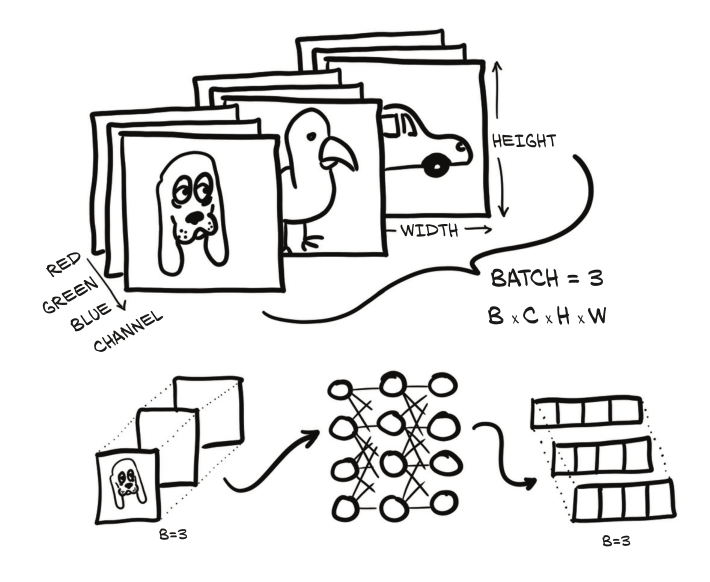 HEIGHT
WIDTH
RED
GREEN
BLUE
CHANNEL
BATCH = 3
B x C x H x W
B=3
B=3